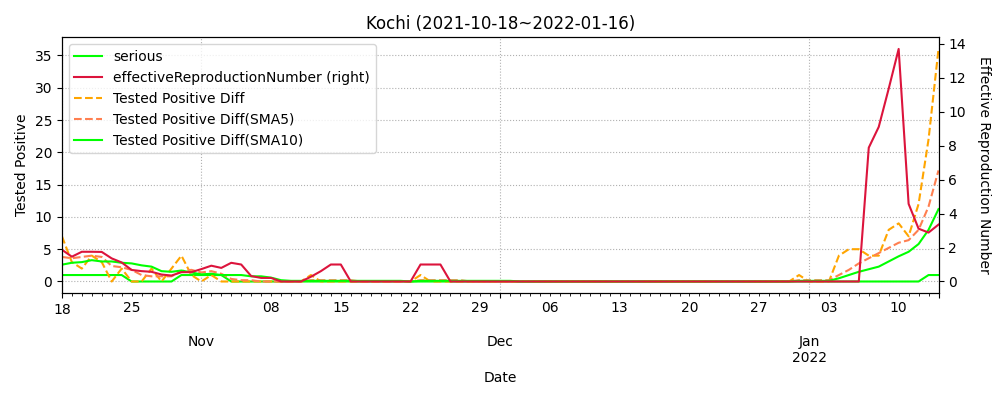 Kochi (2021-10-18~2022-01-16)
serious
effectiveReproductionNumber (right)
Tested Positive Diff
Tested Positive Diff(SMA5)
Tested Positive Diff(SMA10)
Tested Positive
35
30
25
20
15
10
5
0
14
12
10
8
6
4
2
0
Effective Reproduction Number
18 25 08 15 22 29 06 13 20 27 03 10
Nov Dec Jan
2022
Date